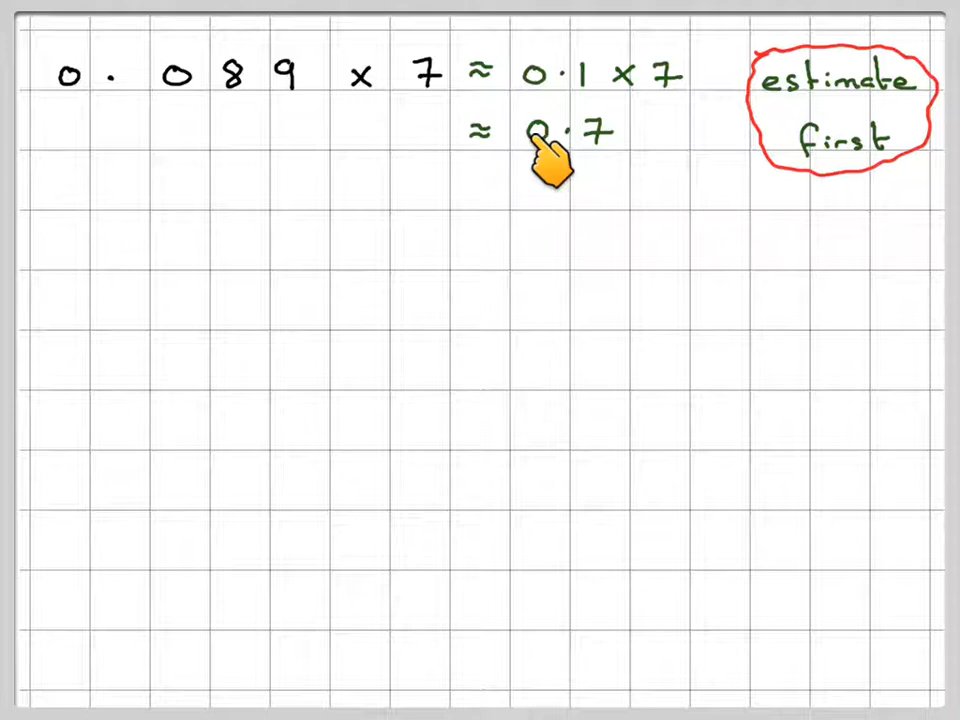 0.089 x 7 ≈ 0.1 x 7
≈ 0.7
estimate
first